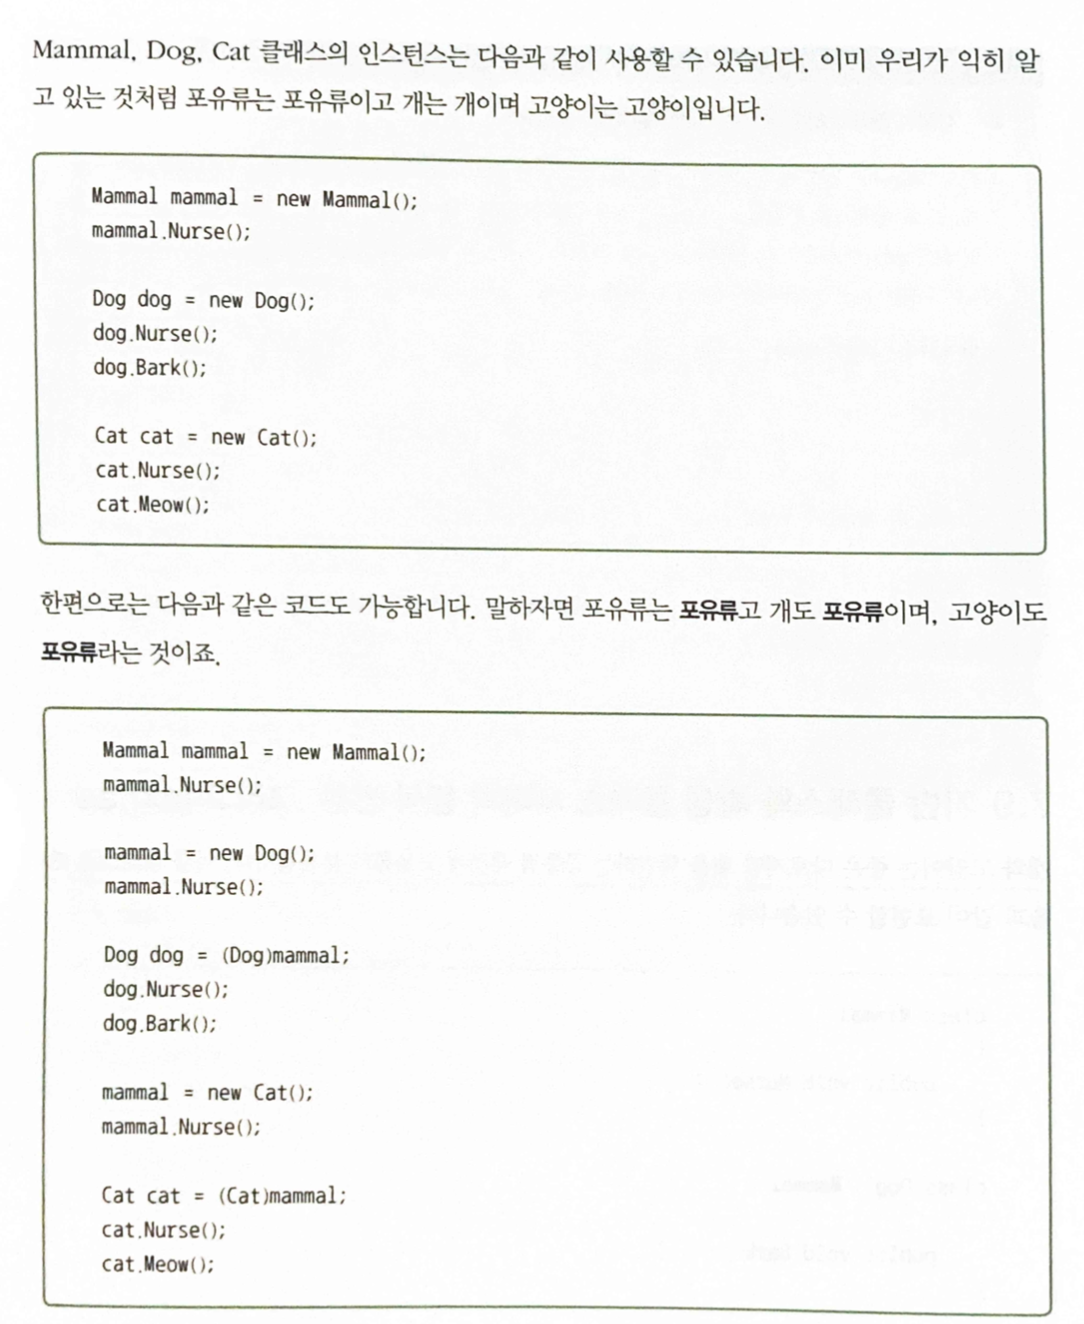 Mammal, Dog, Cat 클래스의 인스턴스는 다음과 같이 사용할 수 있습니다. 이미 우리가 익히 알
고 있는 것처럼 포유류는 포유류이고 개는 개이며 고양이는 고양이입니다.
Mammal mammal = new Mammal();
mammal.Nurse();
Dog dog = new Dog();
dog.Nurse();
dog.Bark();
Cat cat = new Cat();
cat.Nurse();
cat.Meow();
한편으로는 다음과 같은 코드도 가능합니다. 말하자면 포유류는 포유류고 개도 포유류이며, 고양이도
포유류라는 것이죠.
Mammal mammal = new Mammal();
mammal.Nurse();
mammal = new Dog();
mammal.Nurse();
Dog dog = (Dog)mammal;
dog.Nurse();
dog.Bark();
mammal = new Cat();
mammal.Nurse();
Cat cat = (Cat)mammal;
cat.Nurse();
cat.Meow();